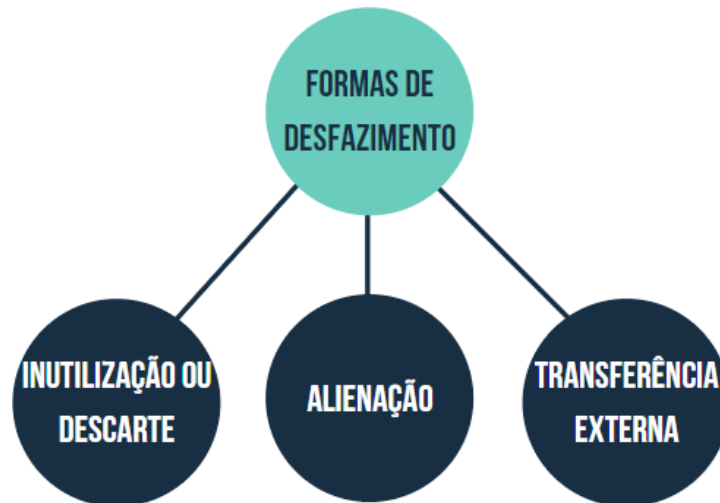 FORMAS DE
DESFAZIMENTO
INUTILIZAÇÃO OU
DESCARTE
ALIENAÇÃO
TRANSFERÊNCIA
EXTERNA